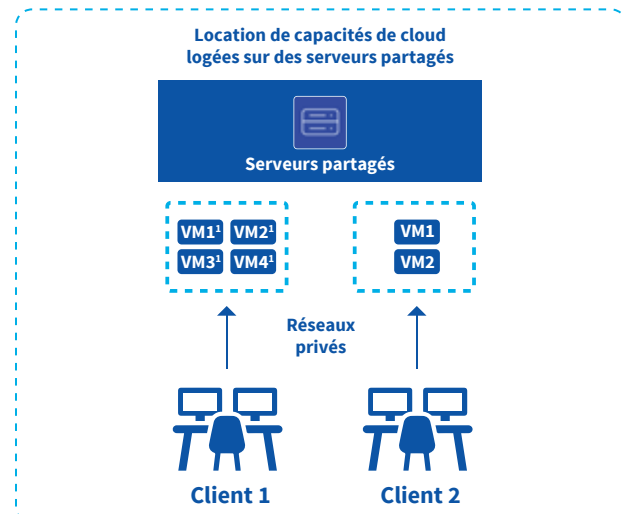 Location de capacités de cloud
logées sur des serveurs partagés
Serveurs partagés
VM1¹ VM2¹
VM3¹ VM4¹
VM1
VM2
Réseaux
privés
Client 1
Client 2